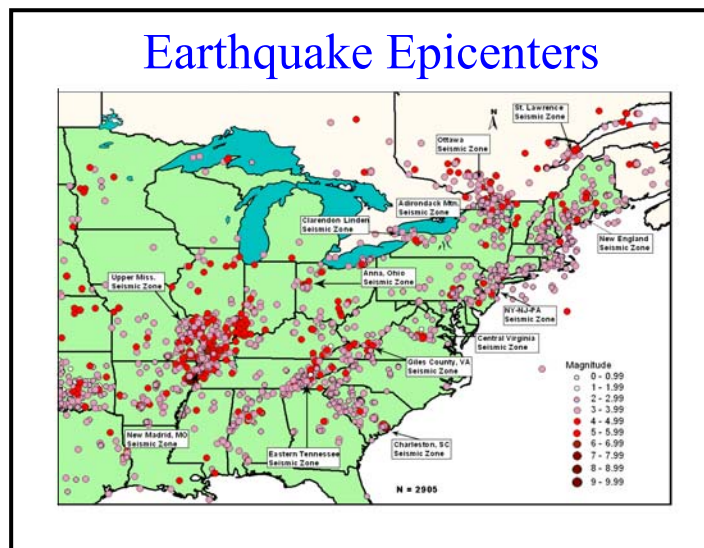 Earthquake Epicenters
N
St. Lawrence
Seismic Zone
Ottawa
Seismic Zone
Adirondack Mtn.
Seismic Zone
Clarendon Linden
Seismic Zone
New England
Seismic Zone
Upper Miss.
Seismic Zone
Anna, Ohio
Seismic Zone
NY-NJ-PA
Seismic Zone
Central Virginia
Seismic Zone
Giles County, VA
Seismic Zone
New Madrid, MO
Seismic Zone
Eastern Tennessee
Seismic Zone
Charleston, SC
Seismic Zone
N = 2905
Magnitude
0 - 0.99
1 - 1.99
2 - 2.99
3 - 3.99
4 - 4.99
5 - 5.99
6 - 6.99
7 - 7.99
8 - 8.99
9 - 9.99